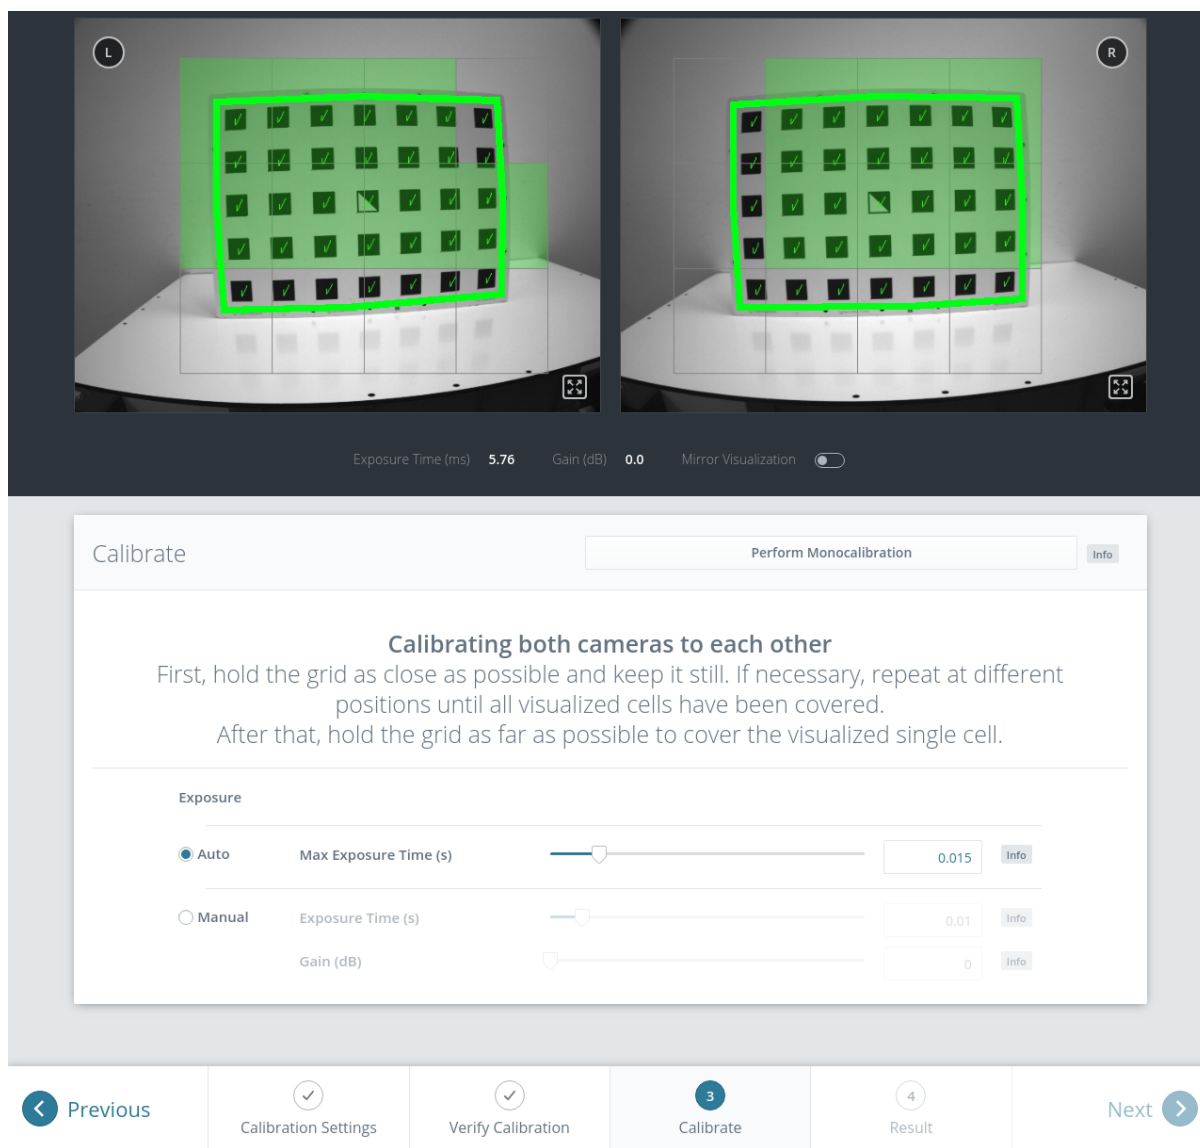 L
R
Exposure Time (ms) 5.76 Gain (dB) 0.0 Mirror Visualization
Calibrate
Perform Monocalibration
Info
Calibrating both cameras to each other
First, hold the grid as close as possible and keep it still. If necessary, repeat at different
positions until all visualized cells have been covered.
After that, hold the grid as far as possible to cover the visualized single cell.
Exposure
Auto Max Exposure Time (s) 0.015 Info
Manual Exposure Time (s) 0.01 Info
Gain (dB) 0 Info
Previous
Calibration Settings
Verify Calibration
3
Calibrate
4
Result
Next